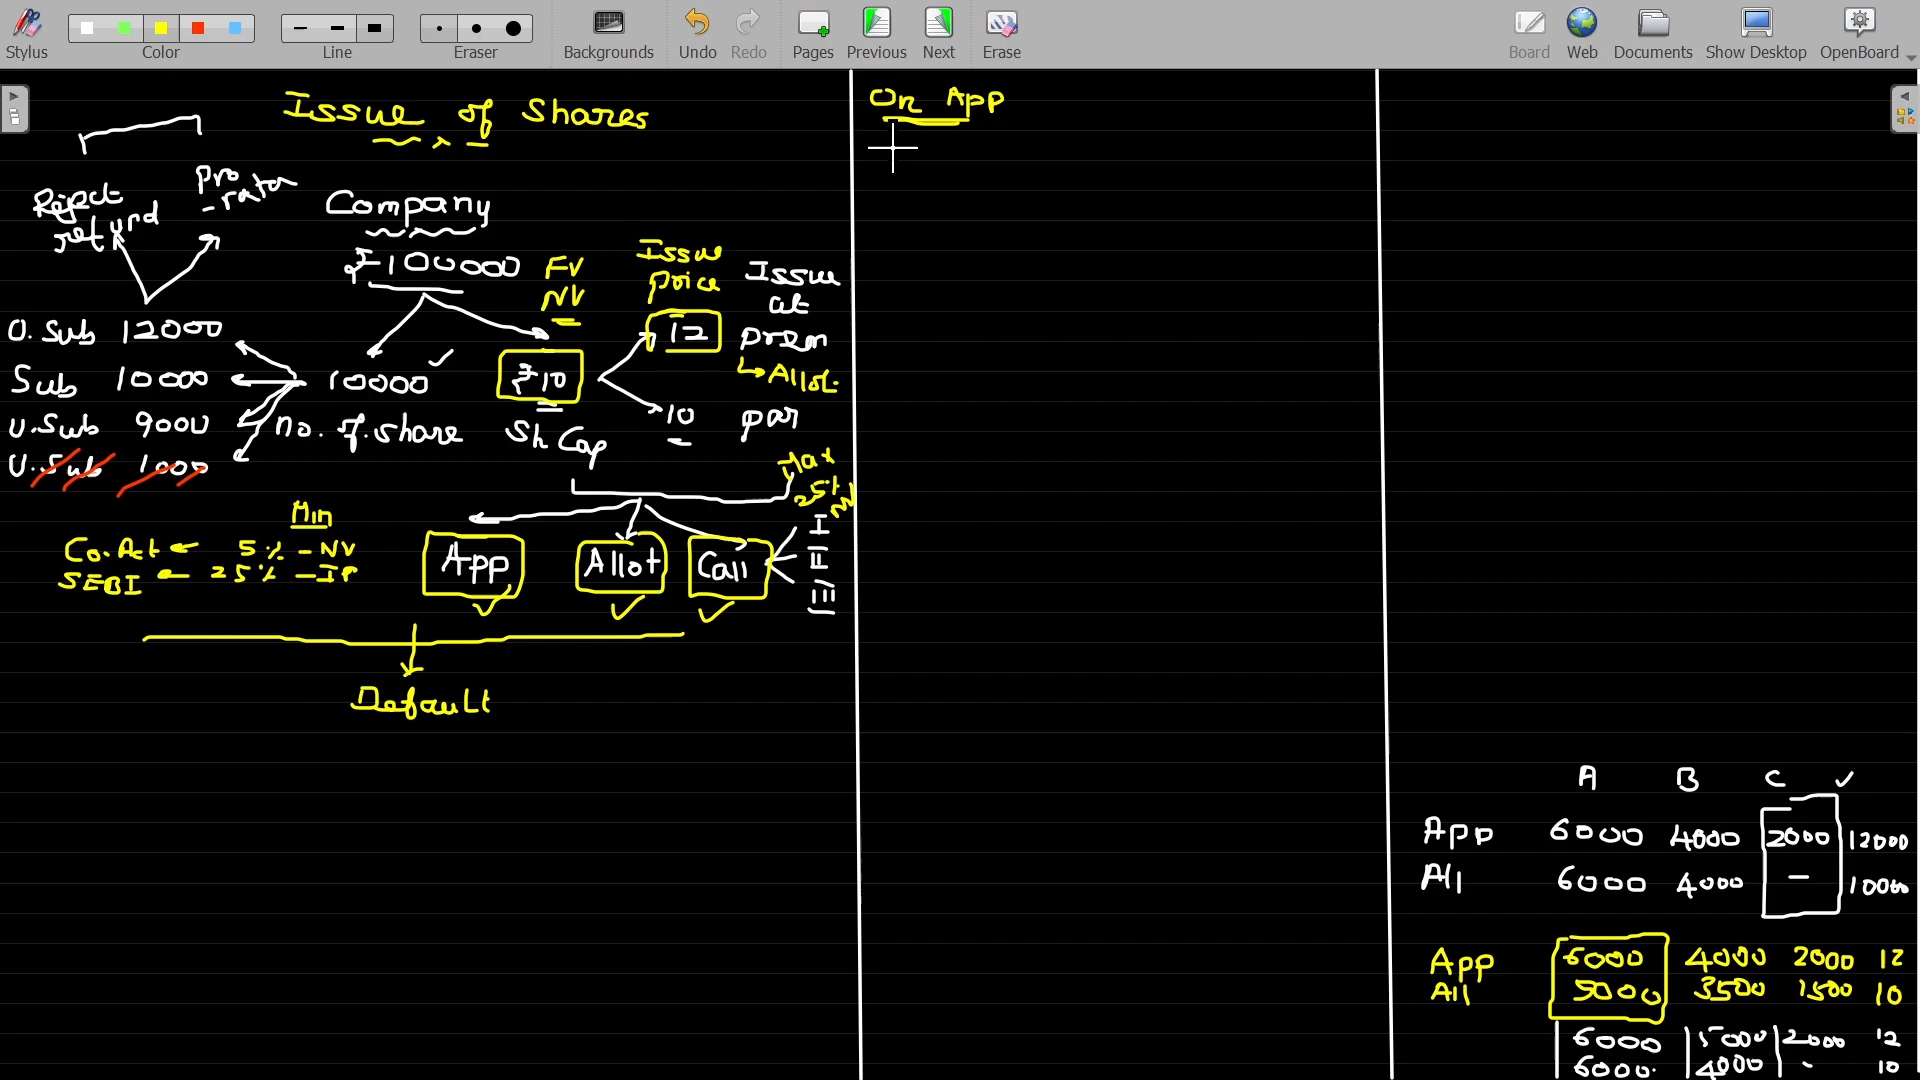 Stylus
Color
Line
Eraser
Backgrounds
Undo
Redo
Pages
Previous
Next
Erase
Board
Web
Documents
Show Desktop
OpenBoard
Issue of Shares
Reject
refund
Pro
- rata
Company
₹ 100000
FV
NV
Issue
price
Issue
at
prem
↳ Allot.
12
O. Sub 12000
Sub 10000
U. Sub 9000
U. Sub 1000
10000
no. of. share
₹ 10
Sh Cap
10
par
Max
25%
NV
Min
Co. Act ← 5% - NV
SEBI ← 25% - IP
App
Allot
Call
I
II
III
Default
On App
A B C ✓
App 6000 4000 2000 12000
All 6000 4000 - 10000
App 6000 4000 2000 12
All 5000 3500 1500 10
6000 5000 2000 12
6000 4000 - 10